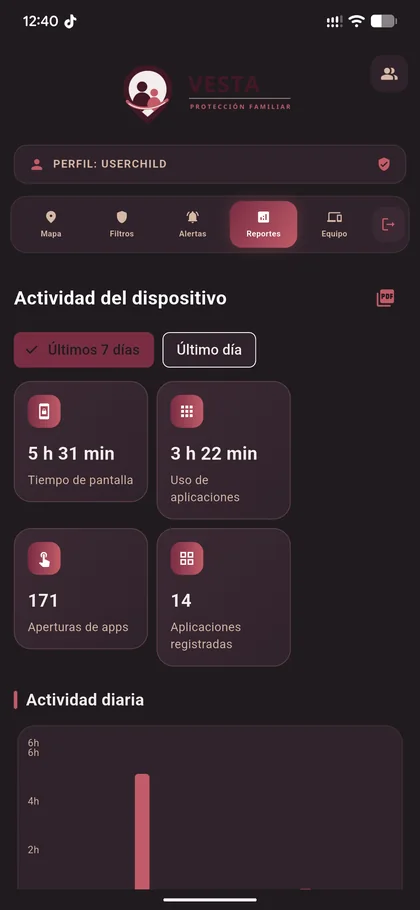 12:40
VESTA
PROTECCIÓN FAMILIAR
PERFIL: USERCHILD
Mapa
Filtros
Alertas
Reportes
Equipo
Actividad del dispositivo
PDF
Últimos 7 días
Último día
5 h 31 min
Tiempo de pantalla
3 h 22 min
Uso de
aplicaciones
171
Aperturas de apps
14
Aplicaciones
registradas
Actividad diaria
6h
6h
4h
2h